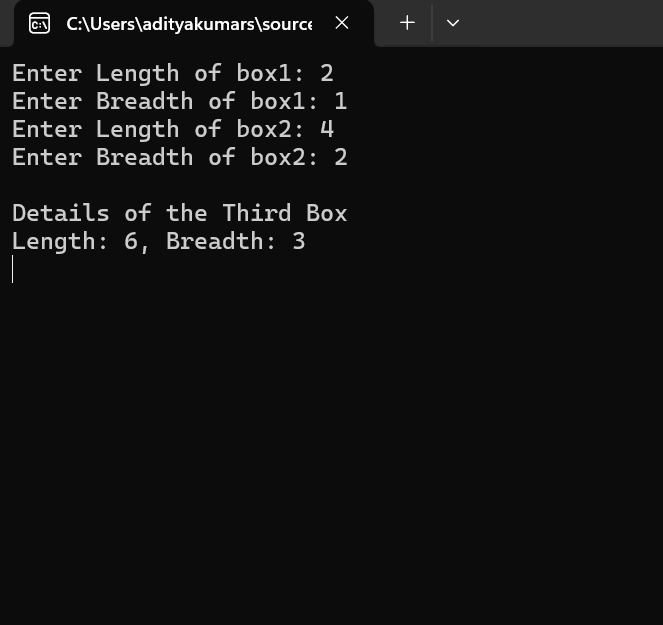 C:\Users\adityakumars\source
Enter Length of box1: 2
Enter Breadth of box1: 1
Enter Length of box2: 4
Enter Breadth of box2: 2
Details of the Third Box
Length: 6, Breadth: 3